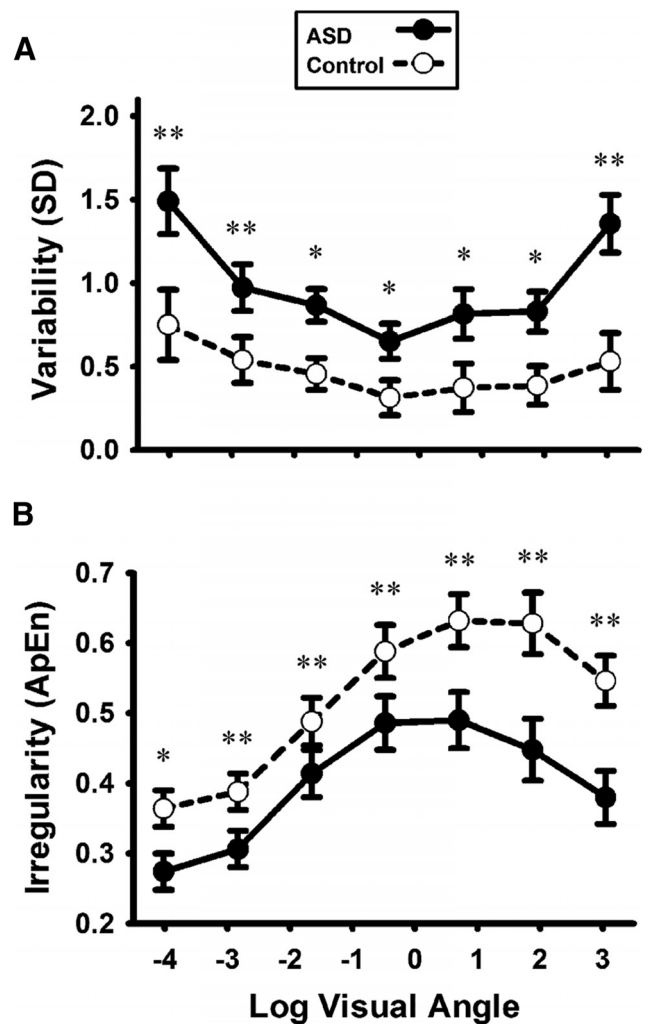 A
ASD
Control
2.0
1.5
1.0
0.5
0.0
Variability (SD)
** ** * * * * **
B
0.7
0.6
0.5
0.4
0.3
0.2
Irregularity (ApEn)
* ** ** ** ** ** **
-4 -3 -2 -1 0 1 2 3
Log Visual Angle